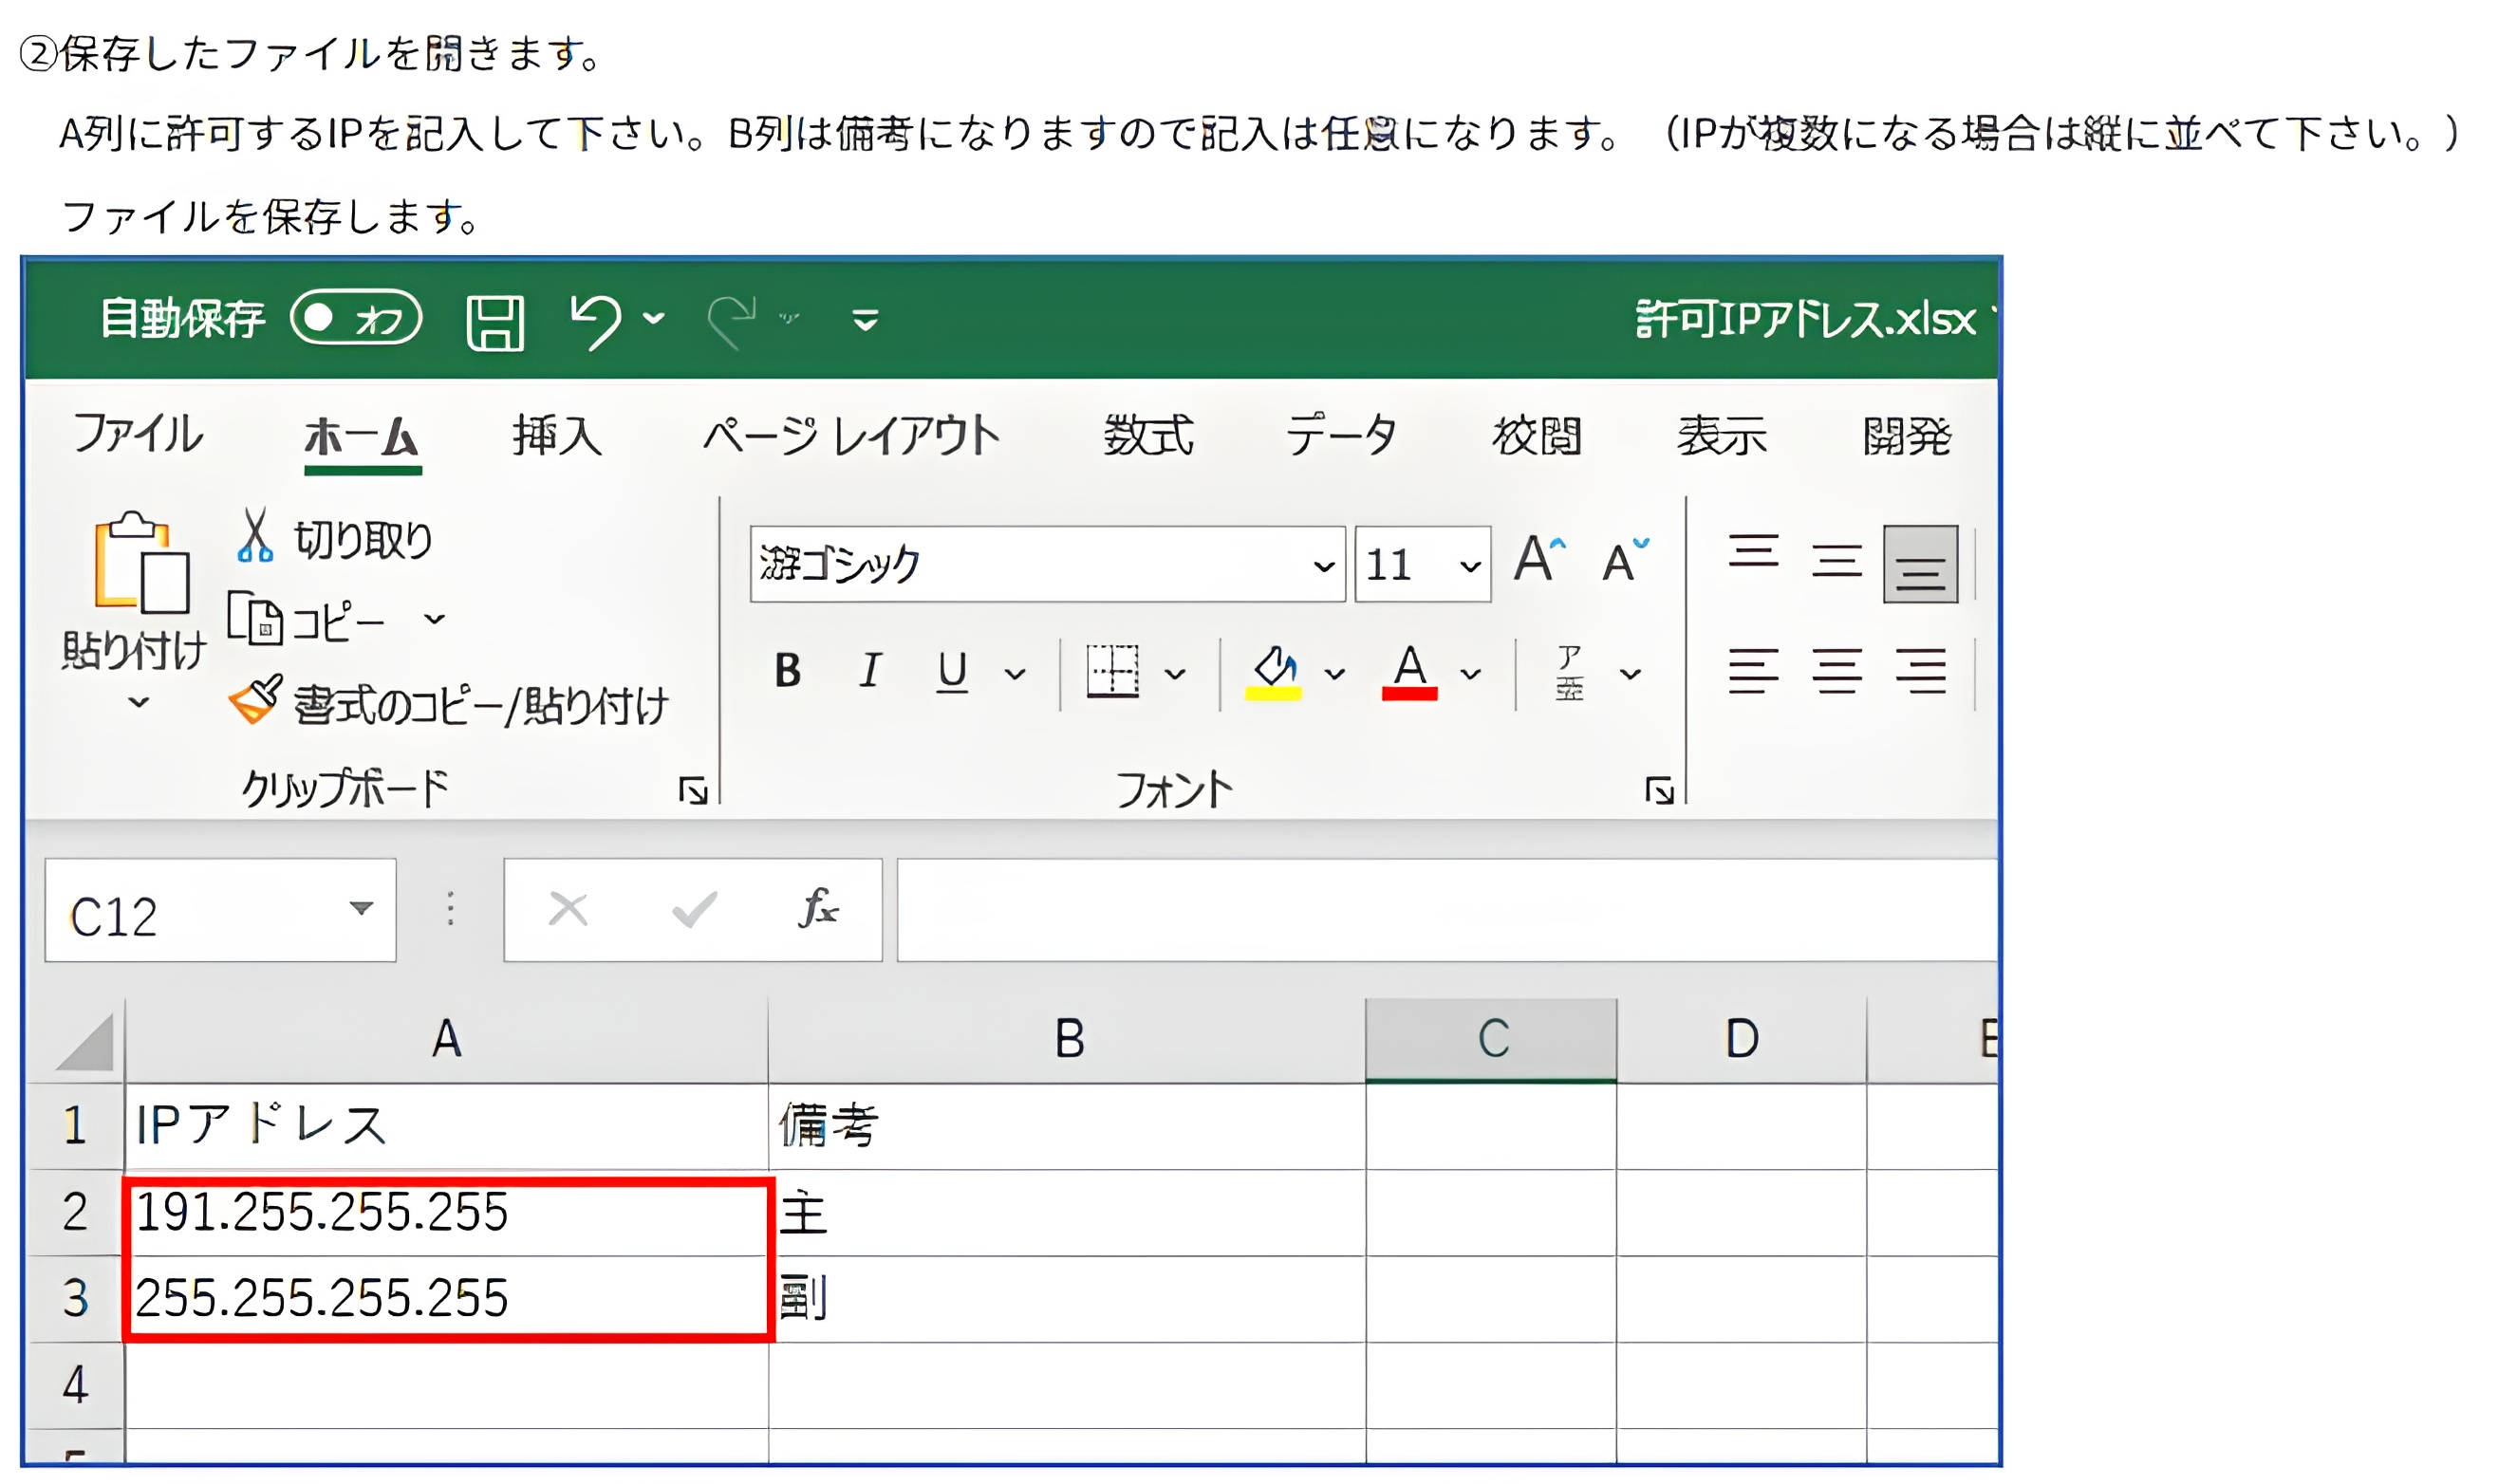 ②保存したファイルを開きます。
A列に許可するIPを記入して下さい。B列は備考になりますので記入は任意になります。（IPが複数になる場合は縦に並べて下さい。）
ファイルを保存します。
自動保存 オフ 許可IPアドレス.xlsx
ファイル ホーム 挿入 ページ レイアウト 数式 データ 校閲 表示 開発
切り取り
コピー
貼り付け
書式のコピー/貼り付け
クリップボード
游ゴシック 11 A A
B I U A ア亜
フォント
C12 fx
A B C D E
1 IPアドレス 備考
2 191.255.255.255 主
3 255.255.255.255 副
4
5